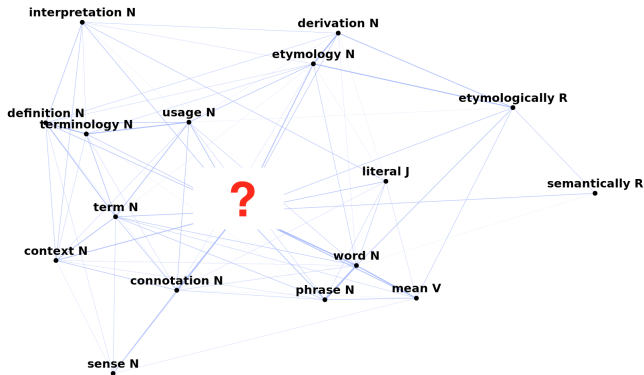 interpretation N
derivation N
etymology N
etymologically R
definition N
usage N
terminology N
literal J
semantically R
?
term N
context N
word N
connotation N
phrase N
mean V
sense N